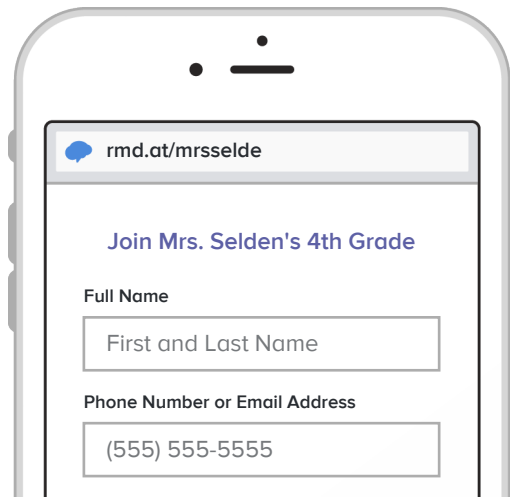 rmd.at/mrsselde
Join Mrs. Selden's 4th Grade
Full Name
First and Last Name
Phone Number or Email Address
(555) 555-5555